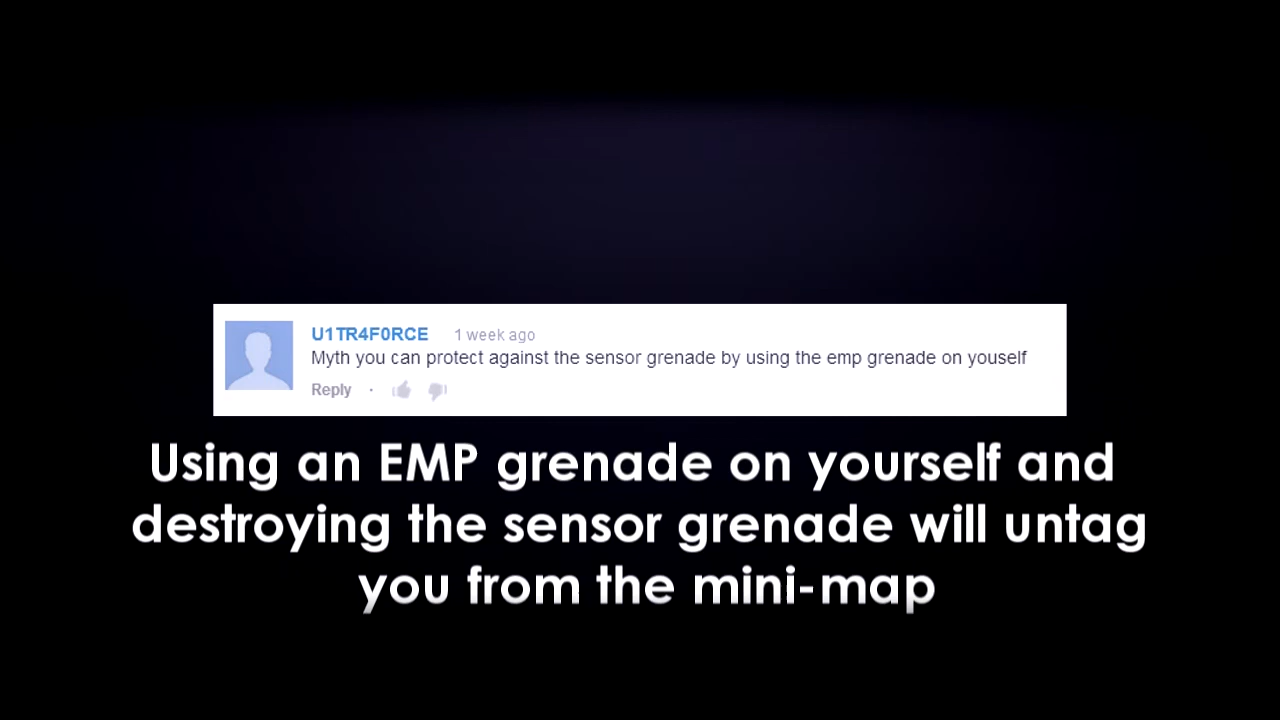 U1TR4F0RCE 1 week ago
Myth you can protect against the sensor grenade by using the emp grenade on youself
Reply ·
Using an EMP grenade on yourself and
destroying the sensor grenade will untag
you from the mini-map